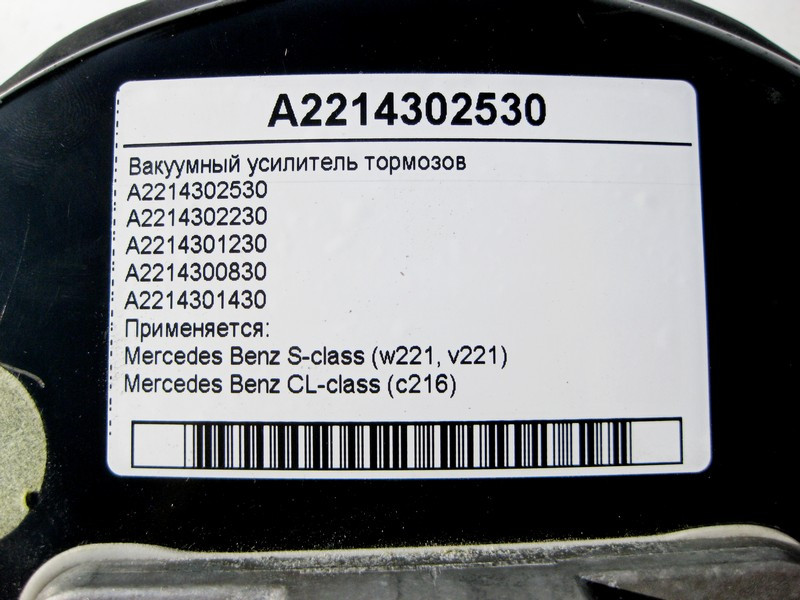 A2214302530
Вакуумный усилитель тормозов
A2214302530
A2214302230
A2214301230
A2214300830
A2214301430
Применяется:
Mercedes Benz S-class (w221, v221)
Mercedes Benz CL-class (c216)